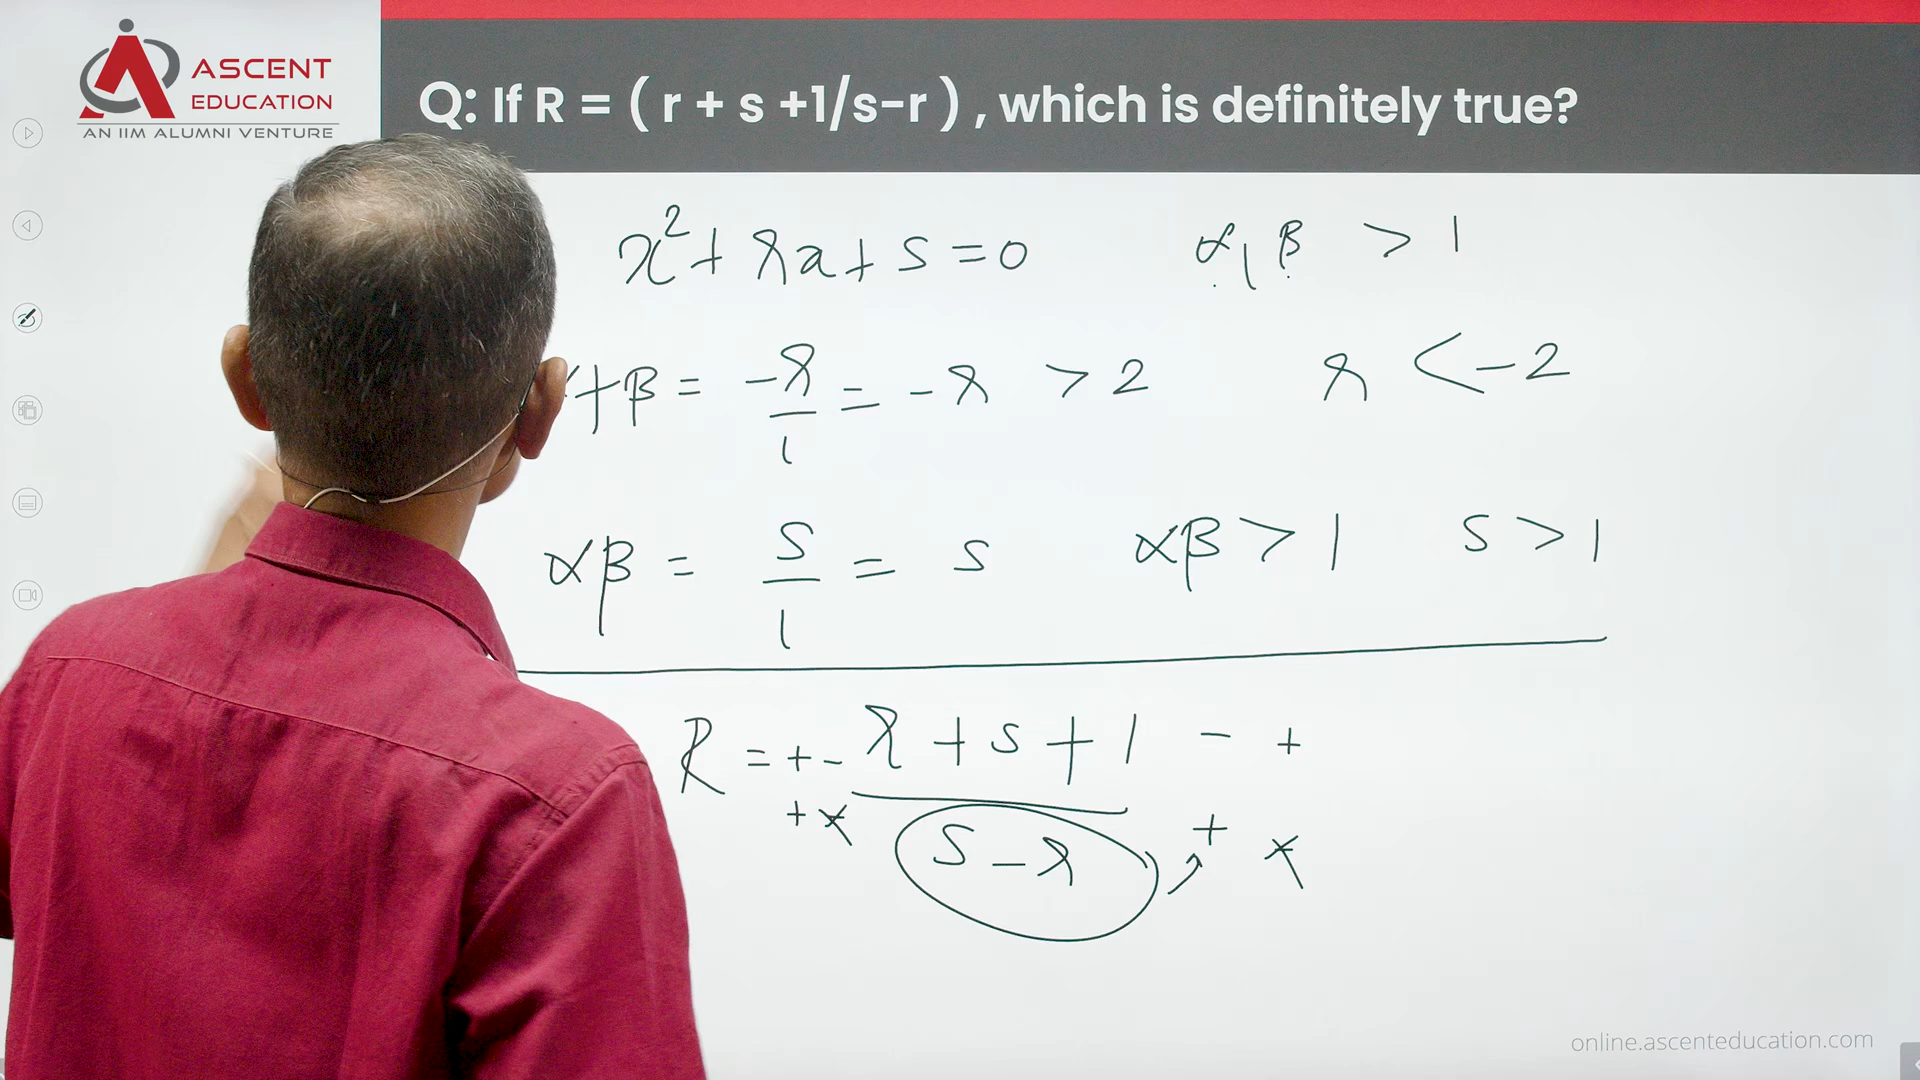 ASCENT
EDUCATION
AN IIM ALUMNI VENTURE
Q: If R = ( r + s +1/s-r ) , which is definitely true?
x² + rx + s = 0    α, β > 1
+ β = -r/1 = -r > 2    r < -2
αβ = s/1 = s    αβ > 1    s > 1
R = + - r + s + 1 - +
+ x s - r + x
online.ascenteducation.com